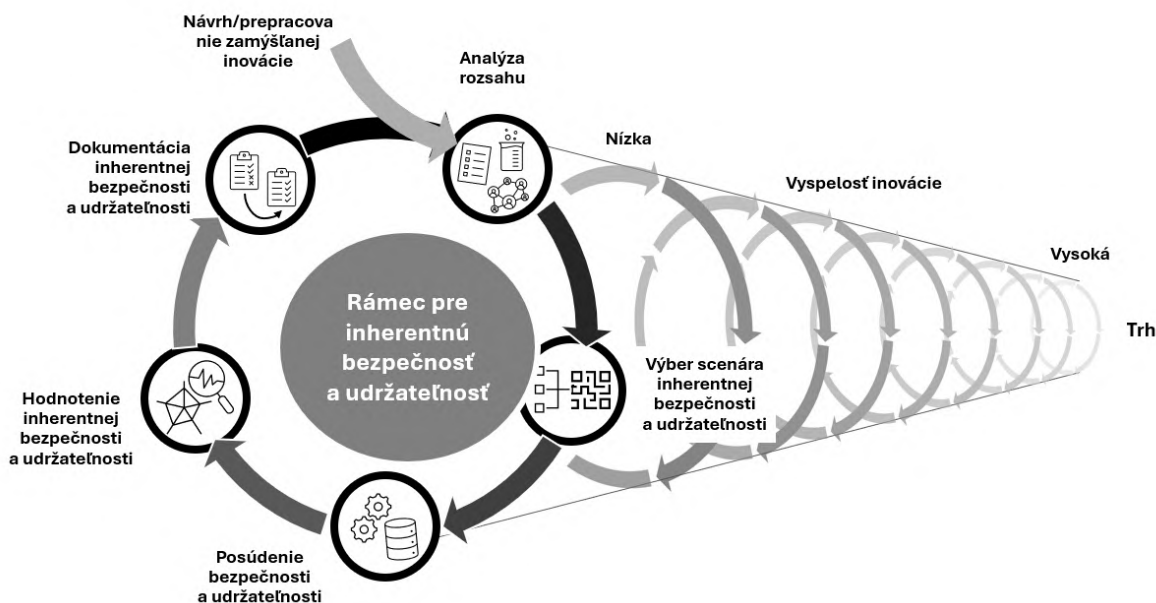 Návrh/prepracova
nie zamýšľanej
inovácie
Analýza
rozsahu
Nízka
Vyspelosť inovácie
Vysoká
Trh
Dokumentácia
inherentnej
bezpečnosti
a udržateľnosti
Rámec pre
inherentnú
bezpečnosť
a udržateľnosť
Výber scenára
inherentnej
bezpečnosti
a udržateľnosti
Hodnotenie
inherentnej
bezpečnosti
a udržateľnosti
Posúdenie
bezpečnosti
a udržateľnosti